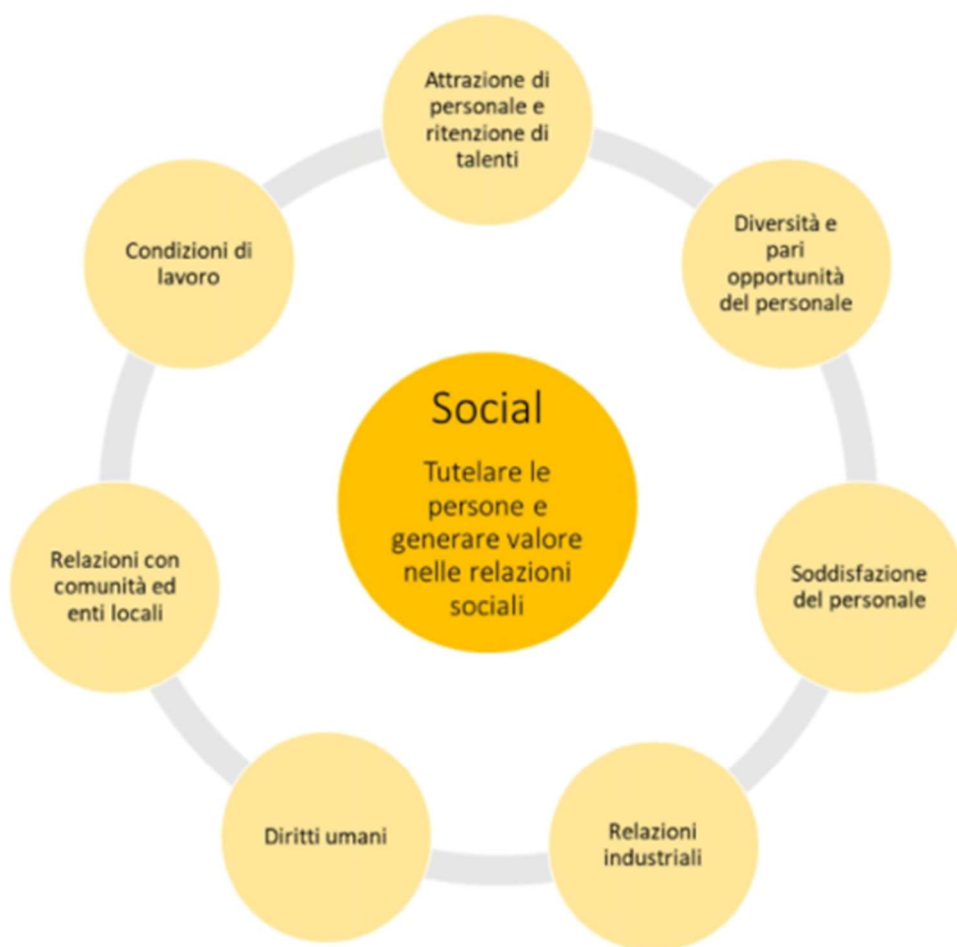 Attrazione di
personale e
ritenzione di
talenti
Diversità e
pari
opportunità
del personale
Soddisfazione
del personale
Relazioni
industriali
Diritti umani
Relazioni con
comunità ed
enti locali
Condizioni di
lavoro
Social
Tutelare le
persone e
generare valore
nelle relazioni
sociali